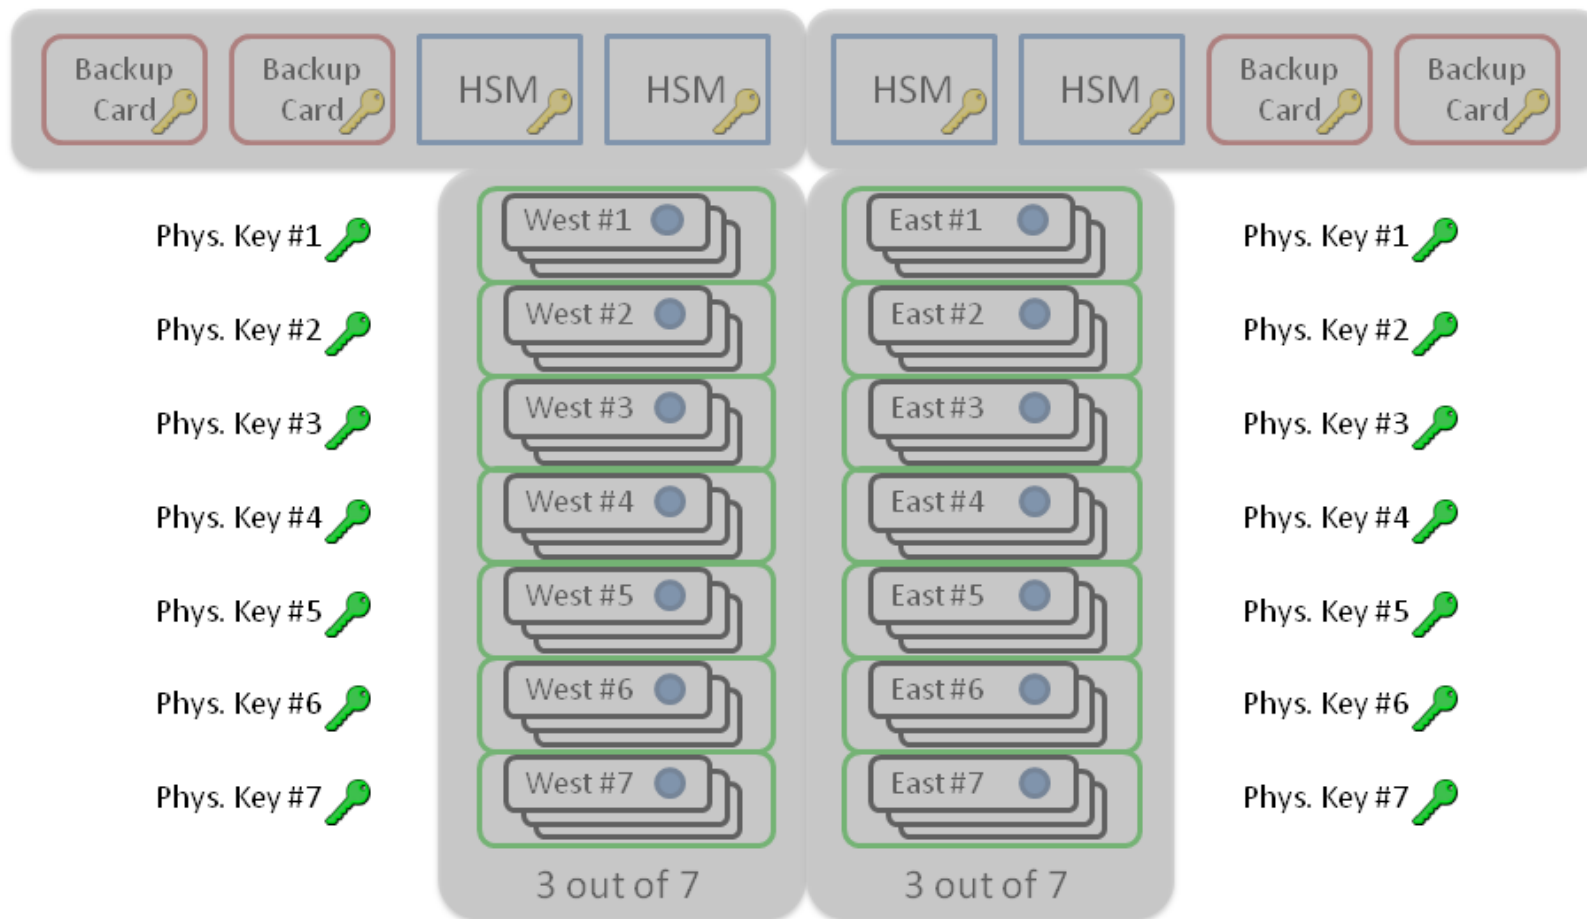 Backup
Card
Backup
Card
HSM
HSM
HSM
HSM
Backup
Card
Backup
Card
Phys. Key #1
West #1
East #1
Phys. Key #1
Phys. Key #2
West #2
East #2
Phys. Key #2
Phys. Key #3
West #3
East #3
Phys. Key #3
Phys. Key #4
West #4
East #4
Phys. Key #4
Phys. Key #5
West #5
East #5
Phys. Key #5
Phys. Key #6
West #6
East #6
Phys. Key #6
Phys. Key #7
West #7
East #7
Phys. Key #7
3 out of 7
3 out of 7